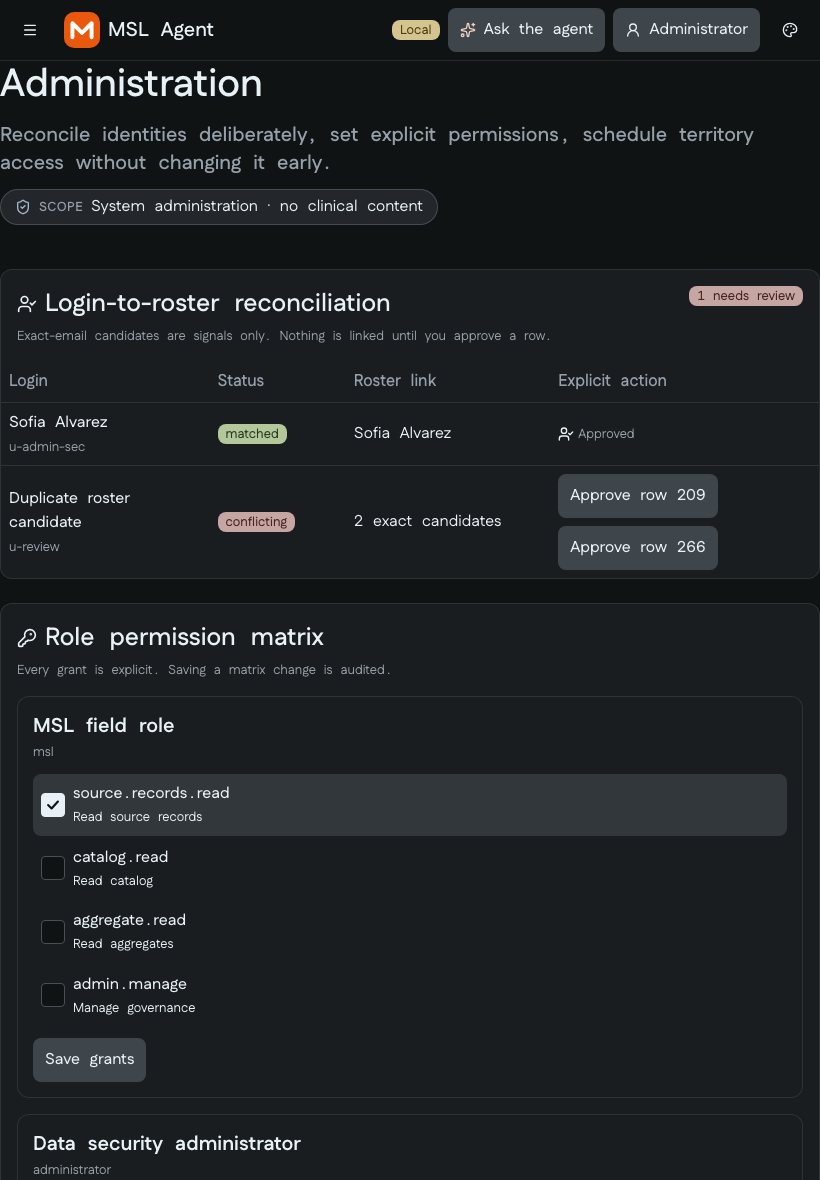 MSL Agent
Local
Ask the agent
Administrator
Administration
Reconcile identities deliberately, set explicit permissions, schedule territory
access without changing it early.
SCOPE System administration · no clinical content
Login-to-roster reconciliation
1 needs review
Exact-email candidates are signals only. Nothing is linked until you approve a row.
Login Status Roster link Explicit action
Sofia Alvarez
u-admin-sec
matched
Sofia Alvarez
Approved
Duplicate roster
candidate
u-review
conflicting
2 exact candidates
Approve row 209
Approve row 266
Role permission matrix
Every grant is explicit. Saving a matrix change is audited.
MSL field role
msl
source.records.read
Read source records
catalog.read
Read catalog
aggregate.read
Read aggregates
admin.manage
Manage governance
Save grants
Data security administrator
administrator